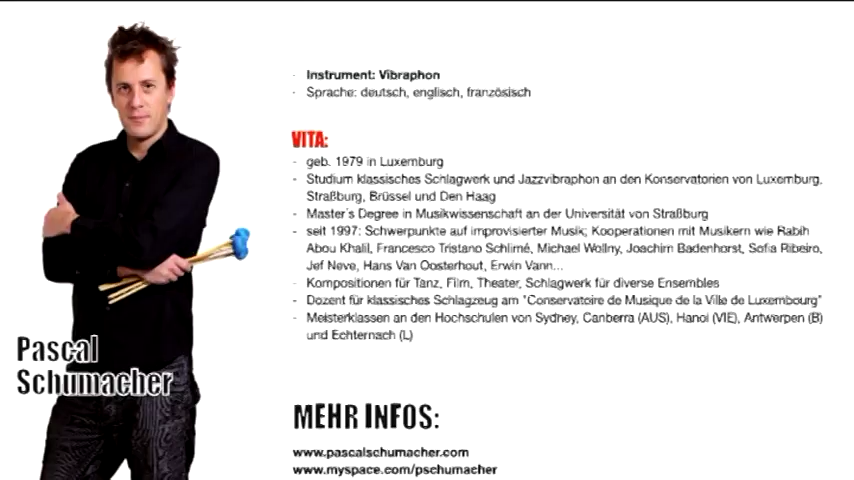 - Instrument: Vibraphon
- Sprache: deutsch, englisch, französisch
VITA:
- geb. 1979 in Luxemburg
- Studium klassisches Schlagwerk und Jazzvibraphon an den Konservatorien von Luxemburg,
Straßburg, Brüssel und Den Haag
- Master´s Degree in Musikwissenschaft an der Universität von Straßburg
- seit 1997: Schwerpunkte auf improvisierter Musik; Kooperationen mit Musikern wie Rabih
Abou Khalil, Francesco Tristano Schlimé, Michael Wollny, Joachim Badenhorst, Sofia Ribeiro,
Jef Neve, Hans Van Oosterhout, Erwin Vann...
- Kompositionen für Tanz, Film, Theater, Schlagwerk für diverse Ensembles
- Dozent für klassisches Schlagzeug am "Conservatoire de Musique de la Ville de Luxembourg"
- Meisterklassen an den Hochschulen von Sydney, Canberra (AUS), Hanoi (VIE), Antwerpen (B)
und Echternach (L)
Pascal
Schumacher
MEHR INFOS:
www.pascalschumacher.com
www.myspace.com/pschumacher